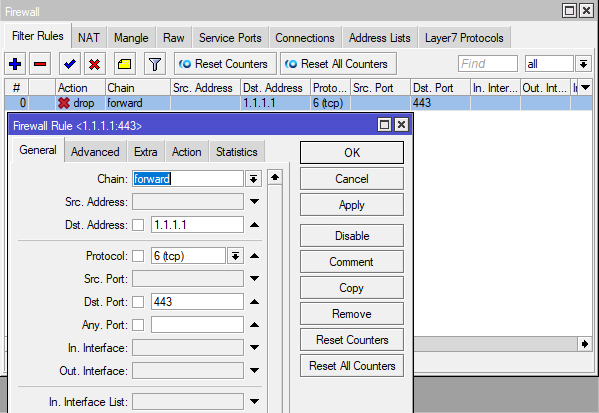 Firewall
Filter Rules NAT Mangle Raw Service Ports Connections Address Lists Layer7 Protocols
Reset Counters Reset All Counters Find all
# Action Chain Src. Address Dst. Address Proto... Src. Port Dst. Port In. Inter... Out. Int... I
0 drop forward 1.1.1.1 6 (tcp) 443
Firewall Rule <1.1.1.1:443>
General Advanced Extra Action Statistics
OK
Chain: forward
Cancel
Src. Address:
Apply
Dst. Address: 1.1.1.1
Disable
Protocol: 6 (tcp)
Comment
Src. Port:
Copy
Dst. Port: 443
Remove
Any. Port:
Reset Counters
In. Interface:
Reset All Counters
Out. Interface:
In. Interface List: